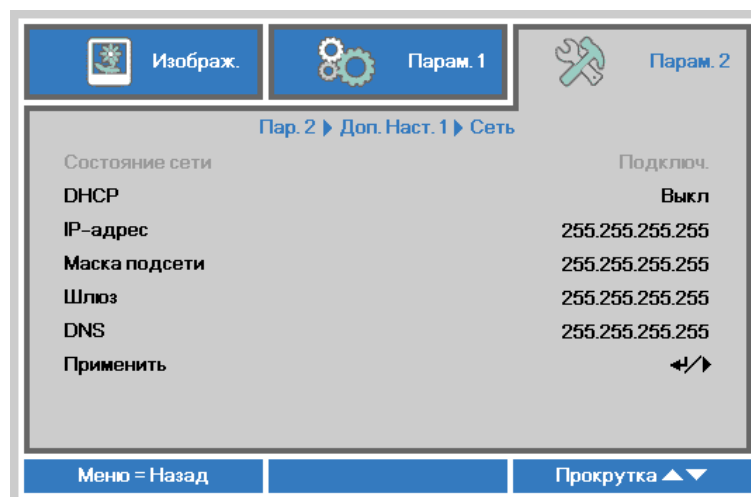 Изображ. Парам. 1 Парам. 2
Пар. 2 ▶ Доп. Наст. 1 ▶ Сеть
Состояние сети Подключ.
DHCP Выкл
IP-адрес 255.255.255.255
Маска подсети 255.255.255.255
Шлюз 255.255.255.255
DNS 255.255.255.255
Применить ↵/▶
Меню = Назад Прокрутка ▲▼